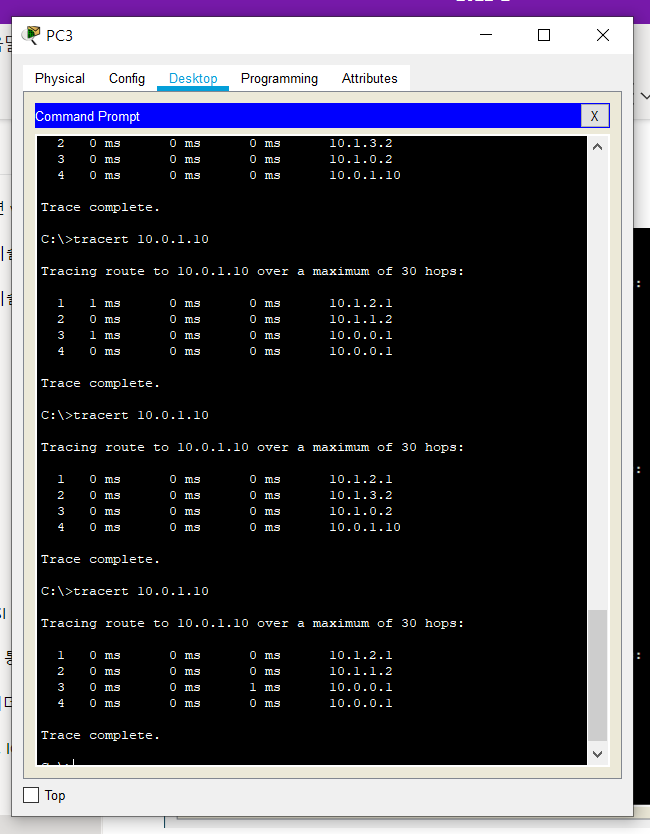 PC3
Physical Config Desktop Programming Attributes
Command Prompt X
2 0 ms 0 ms 0 ms 10.1.3.2
3 0 ms 0 ms 0 ms 10.1.0.2
4 0 ms 0 ms 0 ms 10.0.1.10
Trace complete.
C:\>tracert 10.0.1.10
Tracing route to 10.0.1.10 over a maximum of 30 hops:
1 1 ms 0 ms 0 ms 10.1.2.1
2 0 ms 0 ms 0 ms 10.1.1.2
3 1 ms 0 ms 0 ms 10.0.0.1
4 0 ms 0 ms 0 ms 10.0.0.1
Trace complete.
C:\>tracert 10.0.1.10
Tracing route to 10.0.1.10 over a maximum of 30 hops:
1 0 ms 0 ms 0 ms 10.1.2.1
2 0 ms 0 ms 0 ms 10.1.3.2
3 0 ms 0 ms 0 ms 10.1.0.2
4 0 ms 0 ms 0 ms 10.0.1.10
Trace complete.
C:\>tracert 10.0.1.10
Tracing route to 10.0.1.10 over a maximum of 30 hops:
1 0 ms 0 ms 0 ms 10.1.2.1
2 0 ms 0 ms 0 ms 10.1.1.2
3 0 ms 0 ms 1 ms 10.0.0.1
4 0 ms 0 ms 0 ms 10.0.0.1
Trace complete.
Top